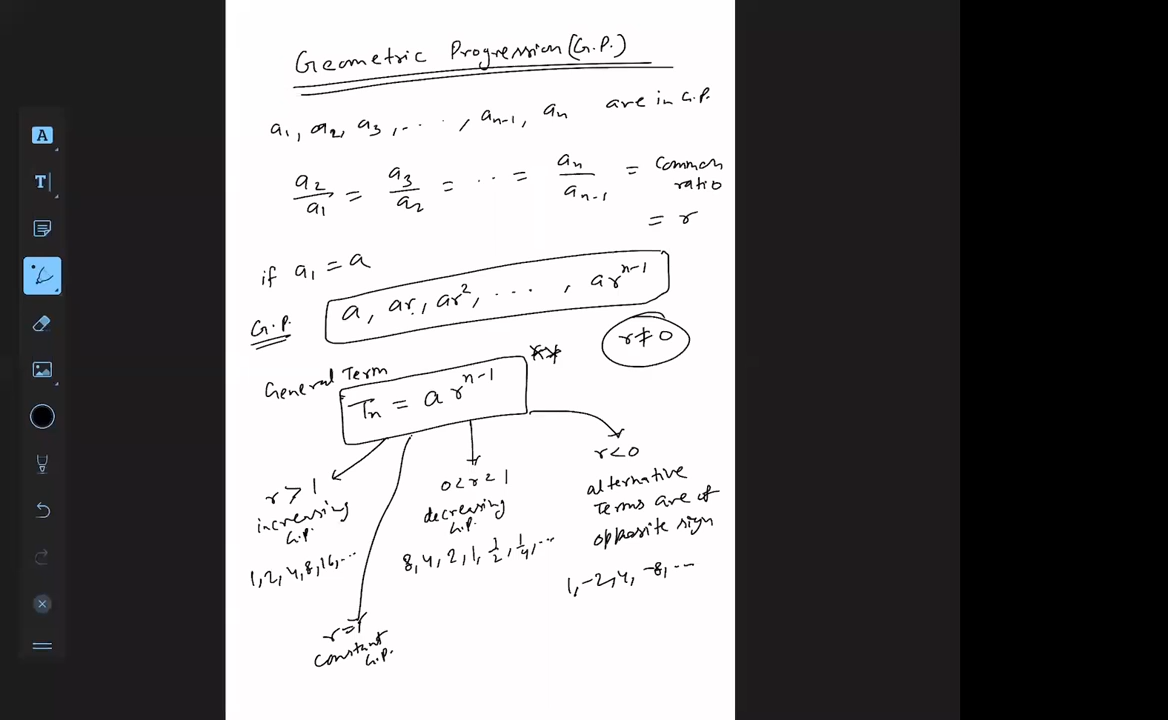 Geometric Progression (G.P.)
a₁, a₂, a₃, ..... , aₙ₋₁, aₙ are in G.P.
a₂/a₁ = a₃/a₂ = ... = aₙ/aₙ₋₁ = common ratio
= r
if a₁ = a
G.P. a, ar, ar², ..... , arⁿ⁻¹
r ≠ 0
General Term
Tₙ = a rⁿ⁻¹ **
r > 1
increasing
G.P.
1, 2, 4, 8, 16, ...
r = 1
constant
G.P.
0 < r < 1
decreasing
G.P.
8, 4, 2, 1, 1/2, 1/4, ...
r < 0
alternative
terms are of
opposite sign
1, -2, 4, -8, ...
A
T